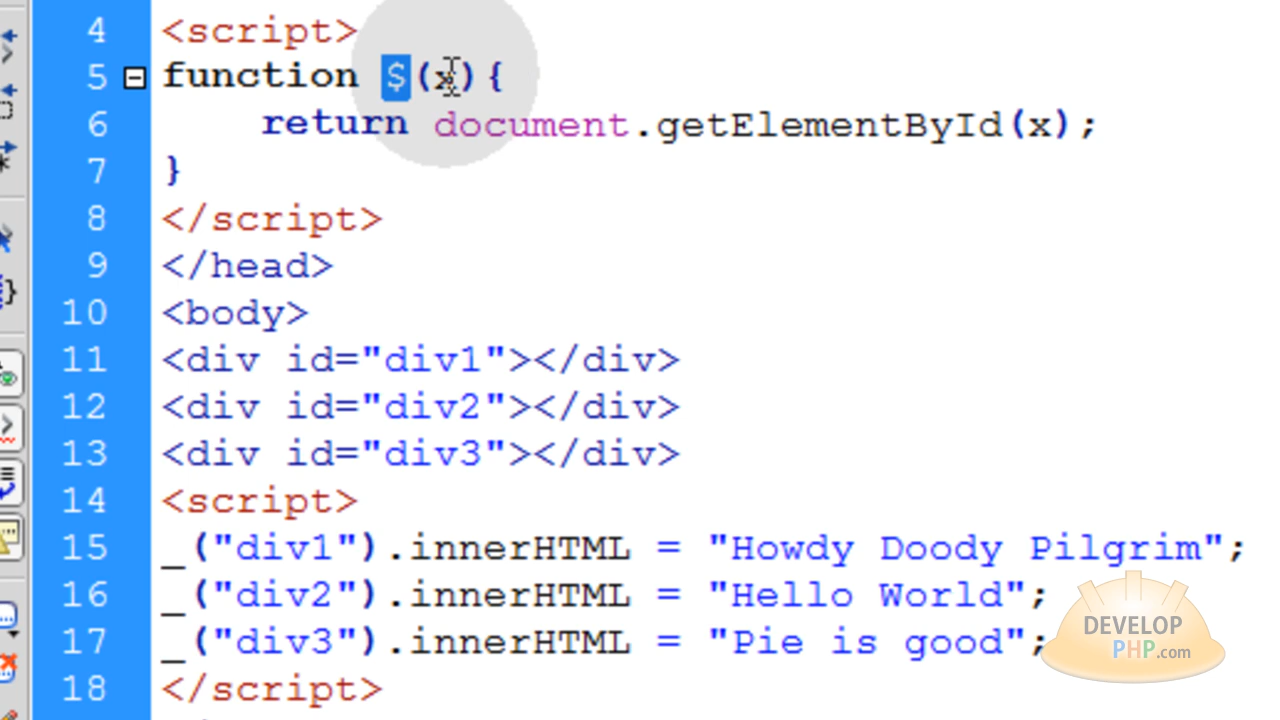 4 <script>
5 function $(x){
6 return document.getElementById(x);
7 }
8 </script>
9 </head>
10 <body>
11 <div id="div1"></div>
12 <div id="div2"></div>
13 <div id="div3"></div>
14 <script>
15 _("div1").innerHTML = "Howdy Doody Pilgrim";
16 _("div2").innerHTML = "Hello World";
17 _("div3").innerHTML = "Pie is good";
18 </script>
DEVELOP
PHP.com